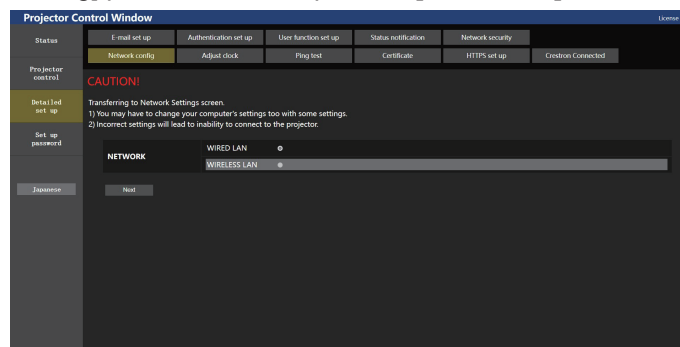 Projector Control Window
License
Status
E-mail set up
Authentication set up
User function set up
Status notification
Network security
Network config
Adjust clock
Ping test
Certificate
HTTPS set up
Crestron Connected
Projector
control
Detailed
set up
Set up
password
Japanese
CAUTION!
Transferring to Network Settings screen.
1) You may have to change your computer's settings too with some settings.
2) Incorrect settings will lead to inability to connect to the projector.
NETWORK
WIRED LAN
WIRELESS LAN
Next